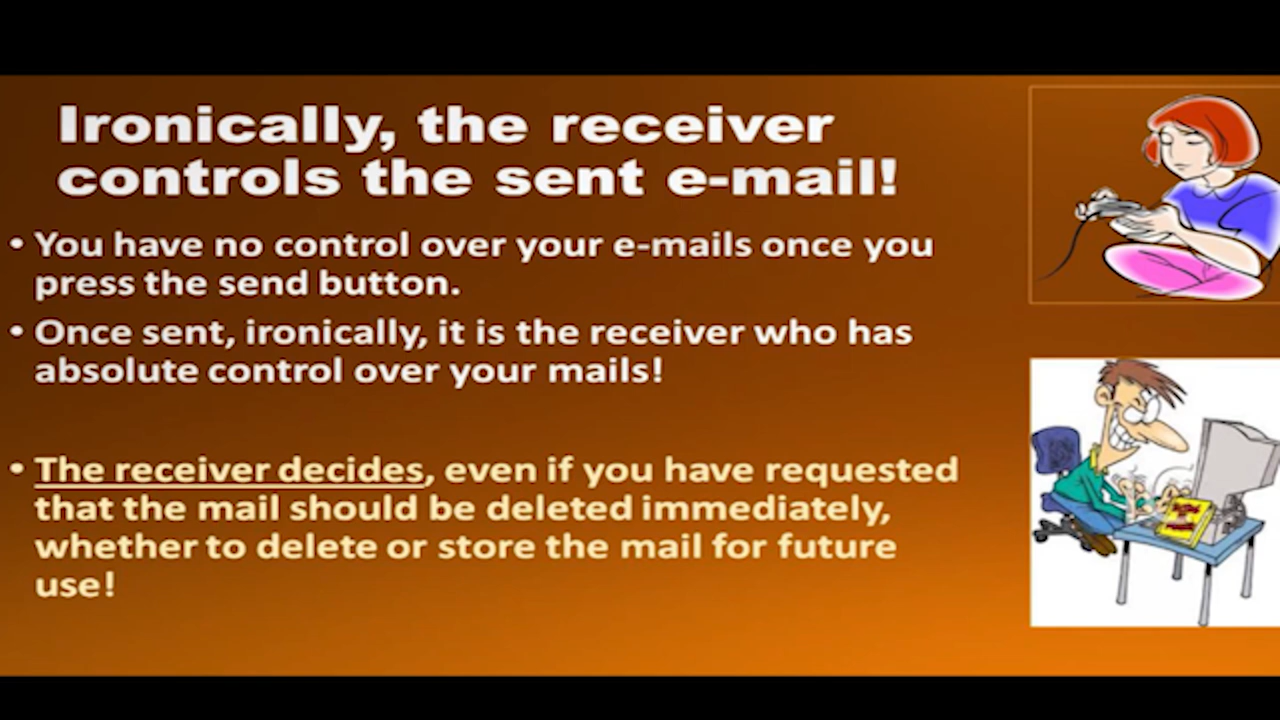 Ironically, the receiver
controls the sent e-mail!
• You have no control over your e-mails once you
press the send button.
• Once sent, ironically, it is the receiver who has
absolute control over your mails!
• The receiver decides, even if you have requested
that the mail should be deleted immediately,
whether to delete or store the mail for future
use!